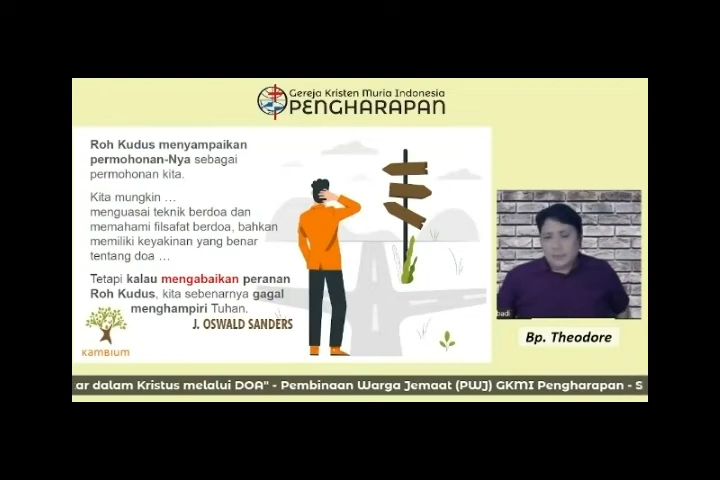 Gereja Kristen Muria Indonesia
PENGHARAPAN
Roh Kudus menyampaikan
permohonan-Nya sebagai
permohonan kita.
Kita mungkin ...
menguasai teknik berdoa dan
memahami filsafat berdoa, bahkan
memiliki keyakinan yang benar
tentang doa ...
Tetapi kalau mengabaikan peranan
Roh Kudus, kita sebenarnya gagal
menghampiri Tuhan.
J. OSWALD SANDERS
KAMBIUM
badi
Bp. Theodore
ar dalam Kristus melalui DOA" - Pembinaan Warga Jemaat (PWJ) GKMI Pengharapan - S